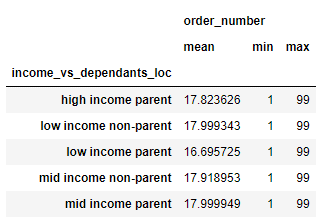 order_number
mean min max
income_vs_dependants_loc
high income parent 17.823626 1 99
low income non-parent 17.999343 1 99
low income parent 16.695725 1 99
mid income non-parent 17.918953 1 99
mid income parent 17.999949 1 99